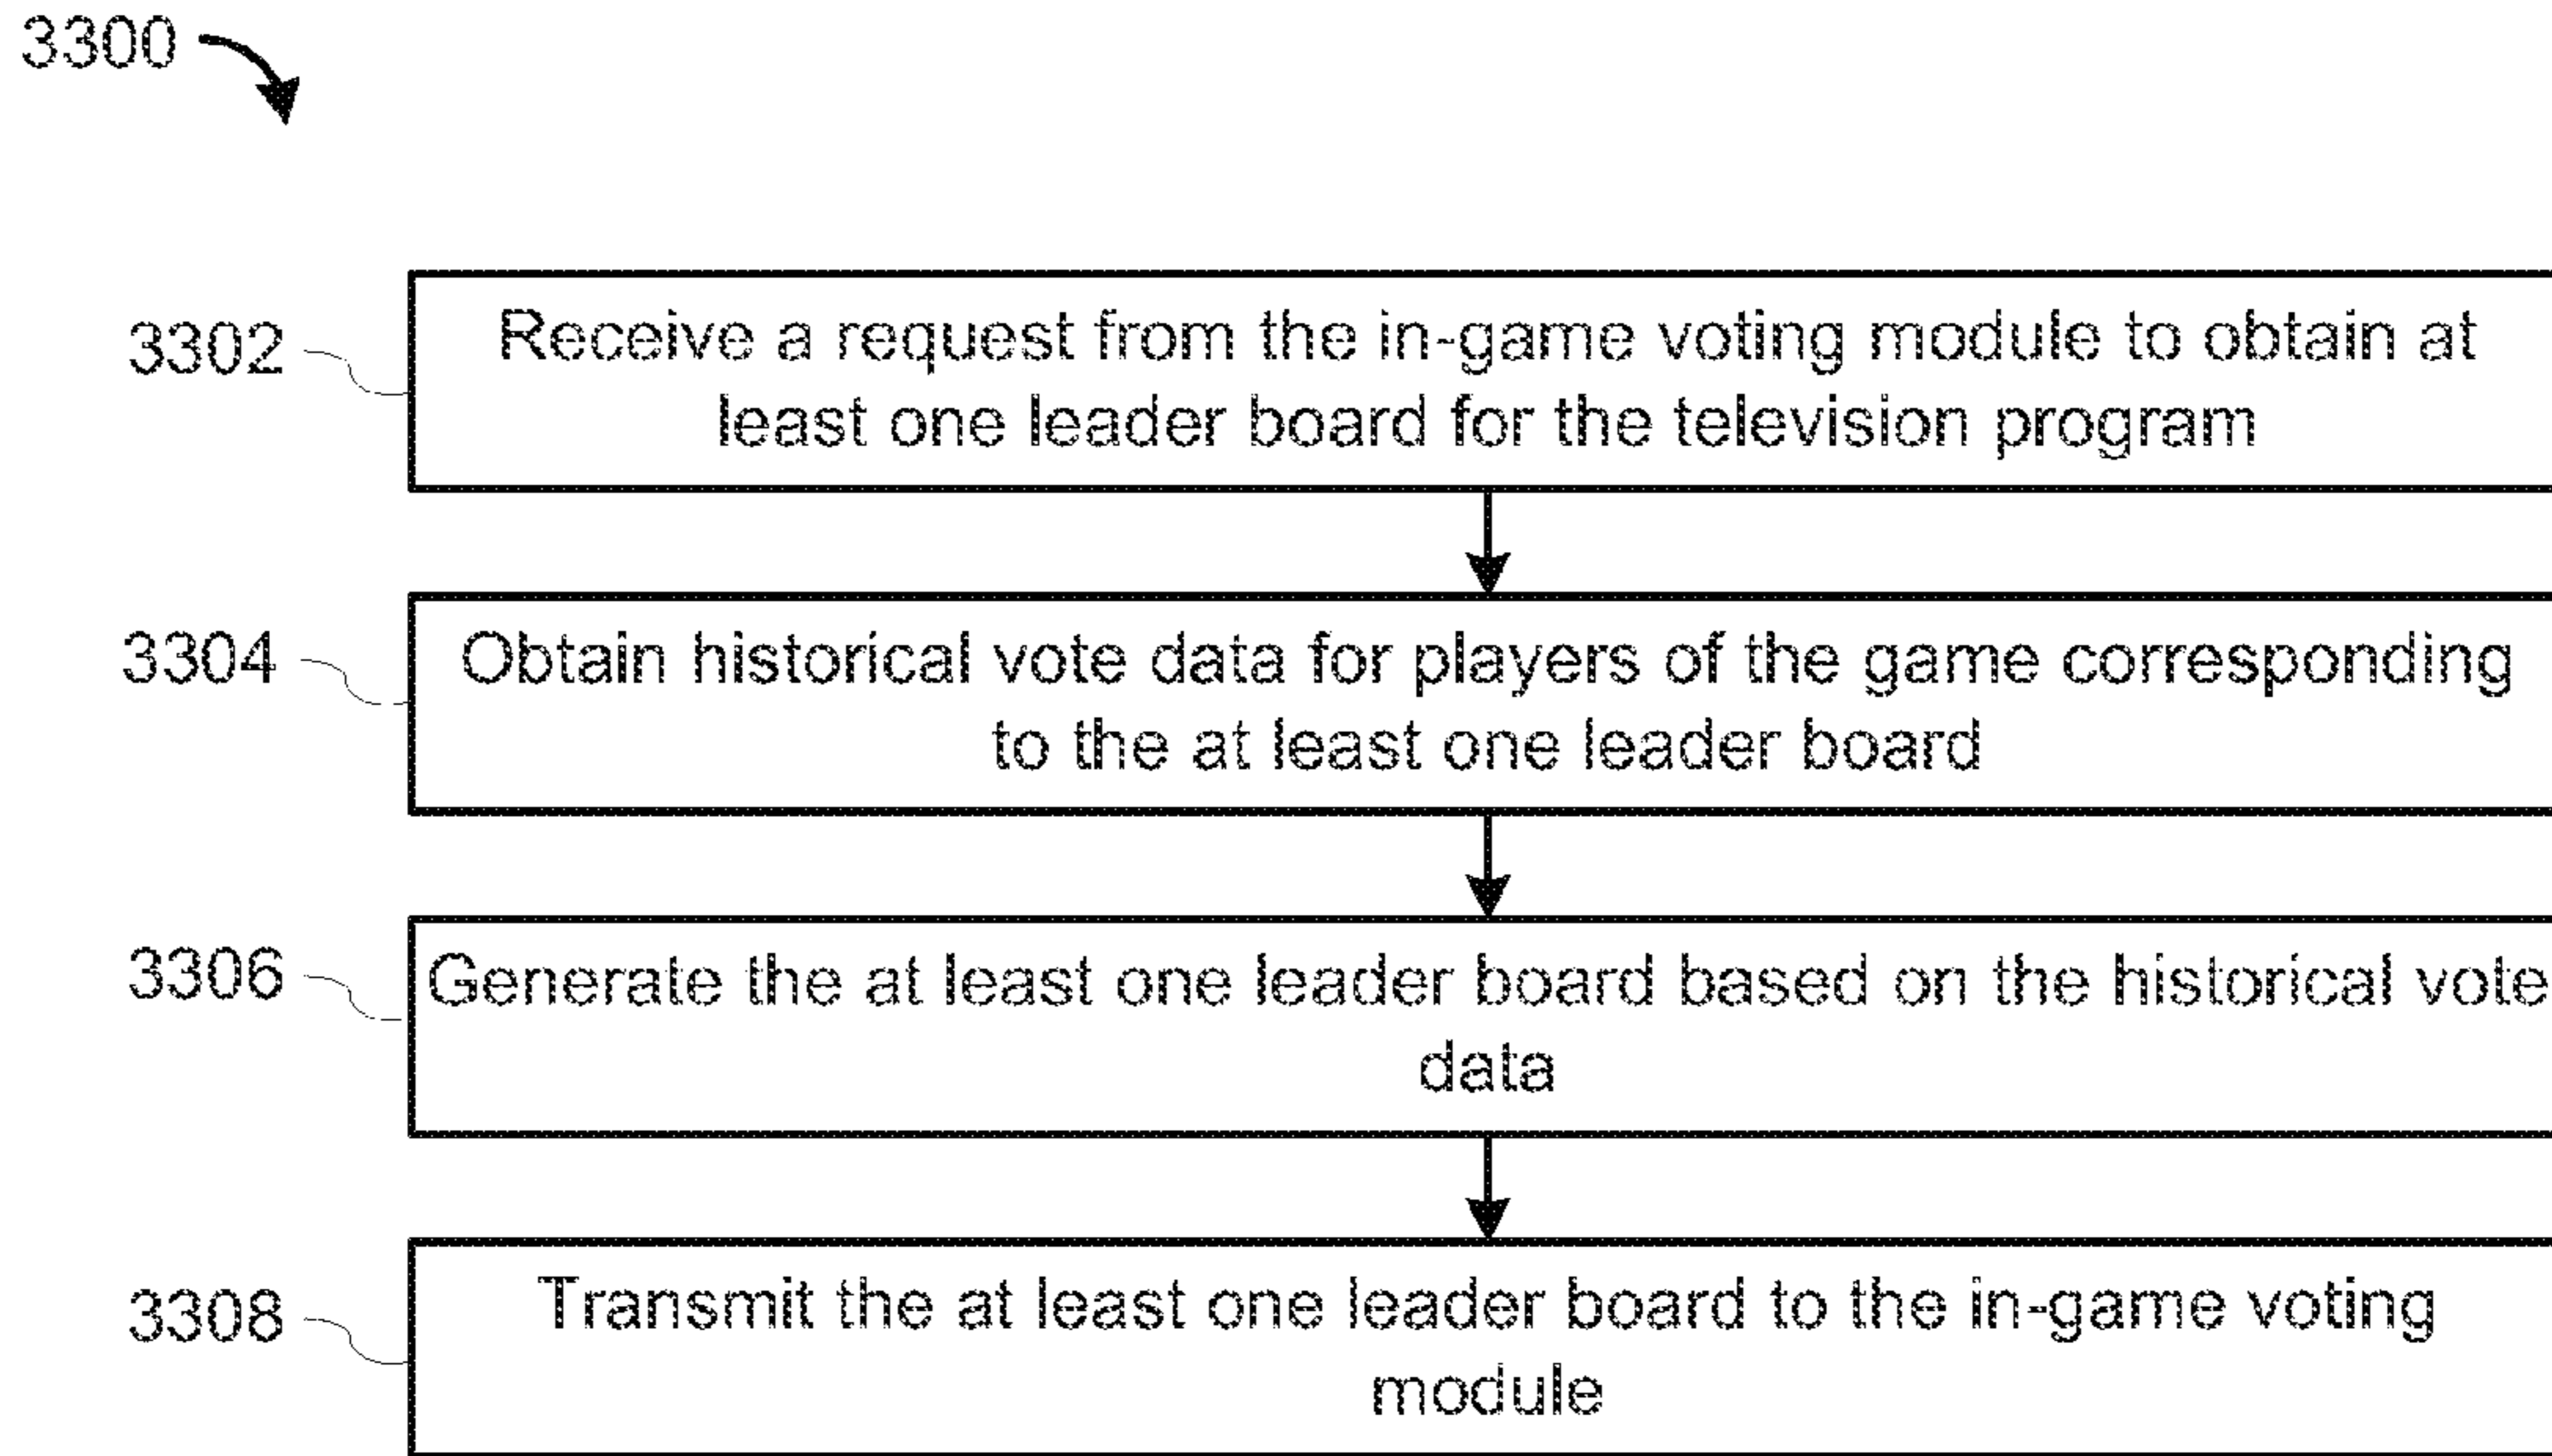 3300
3302
Receive a request from the in-game voting module to obtain at
least one leader board for the television program
3304
Obtain historical vote data for players of the game corresponding
to the at least one leader board
3306
Generate the at least one leader board based on the historical vote
data
3308
Transmit the at least one leader board to the in-game voting
module